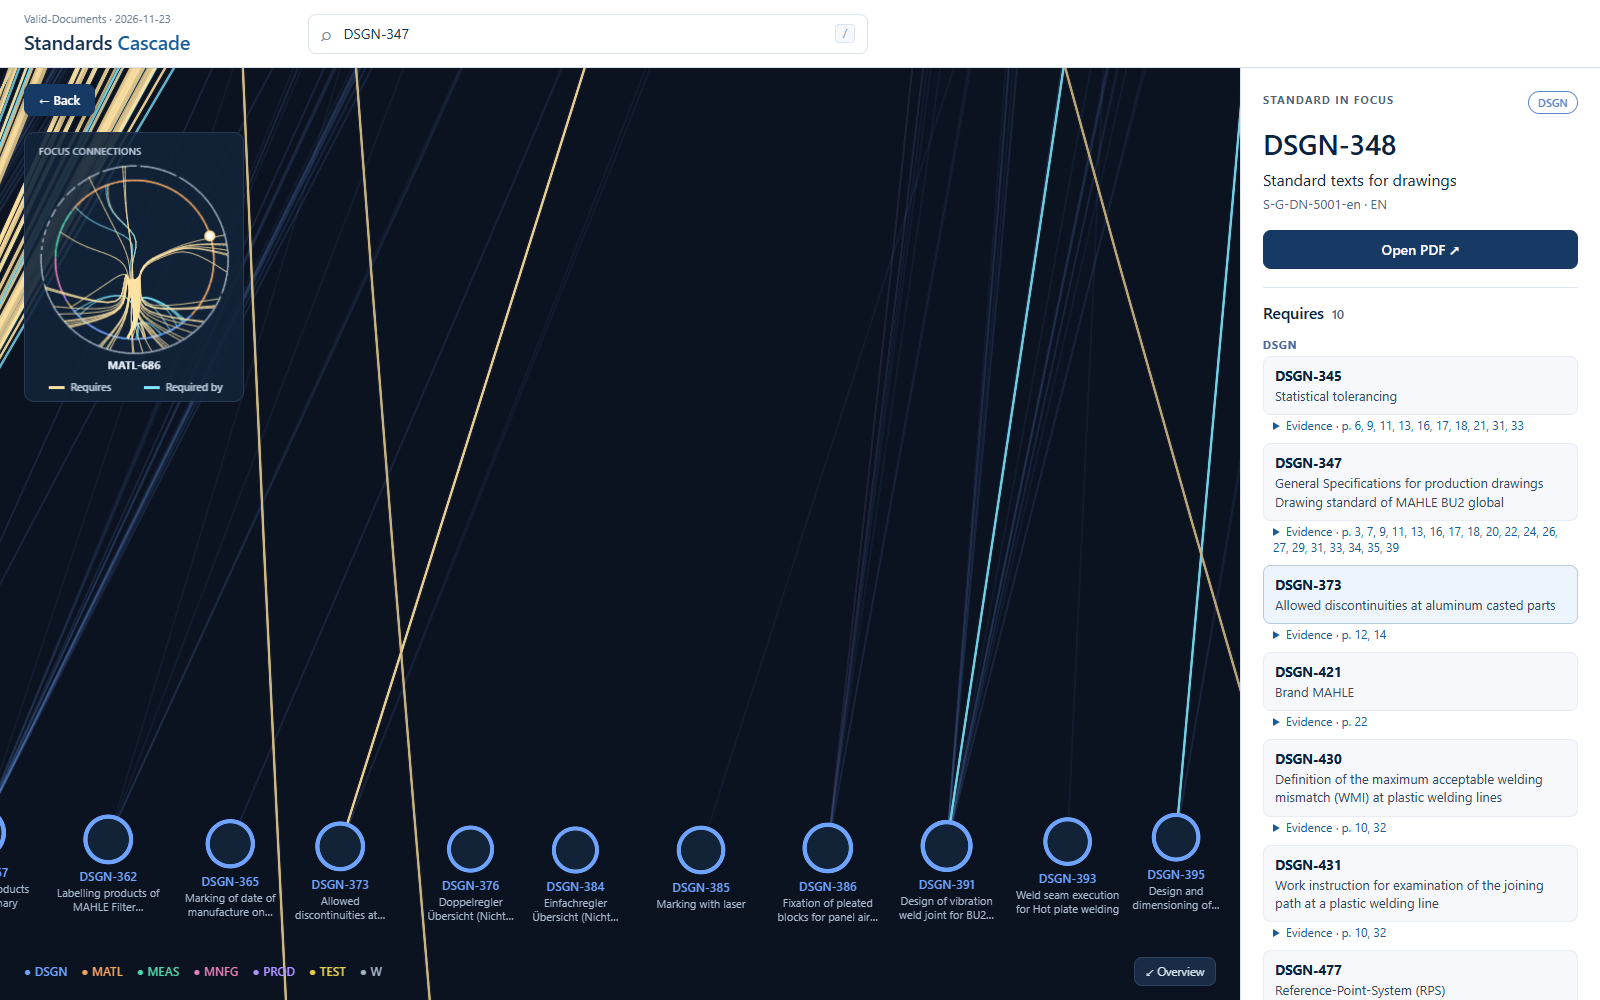 Valid-Documents · 2026-11-23
Standards Cascade
DSGN-347
/
← Back
FOCUS CONNECTIONS
MATL-686
Requires
Required by
57
oducts
nary
DSGN-362
Labelling products of
MAHLE Filter...
DSGN-365
Marking of date of
manufacture on...
DSGN-373
Allowed
discontinuities at...
DSGN-376
Doppelregler
Übersicht (Nicht...
DSGN-384
Einfachregler
Übersicht (Nicht...
DSGN-385
Marking with laser
DSGN-386
Fixation of pleated
blocks for panel air...
DSGN-391
Design of vibration
weld joint for BU2...
DSGN-393
Weld seam execution
for Hot plate welding
DSGN-395
Design and
dimensioning of...
DSGN MATL MEAS MNFG PROD TEST W
↙ Overview
STANDARD IN FOCUS
DSGN
DSGN-348
Standard texts for drawings
S-G-DN-5001-en · EN
Open PDF ↗
Requires 10
DSGN
DSGN-345
Statistical tolerancing
▶ Evidence · p. 6, 9, 11, 13, 16, 17, 18, 21, 31, 33
DSGN-347
General Specifications for production drawings
Drawing standard of MAHLE BU2 global
▶ Evidence · p. 3, 7, 9, 11, 13, 16, 17, 18, 20, 22, 24, 26,
27, 29, 31, 33, 34, 35, 39
DSGN-373
Allowed discontinuities at aluminum casted parts
▶ Evidence · p. 12, 14
DSGN-421
Brand MAHLE
▶ Evidence · p. 22
DSGN-430
Definition of the maximum acceptable welding
mismatch (WMI) at plastic welding lines
▶ Evidence · p. 10, 32
DSGN-431
Work instruction for examination of the joining
path at a plastic welding line
▶ Evidence · p. 10, 32
DSGN-477
Reference-Point-System (RPS)